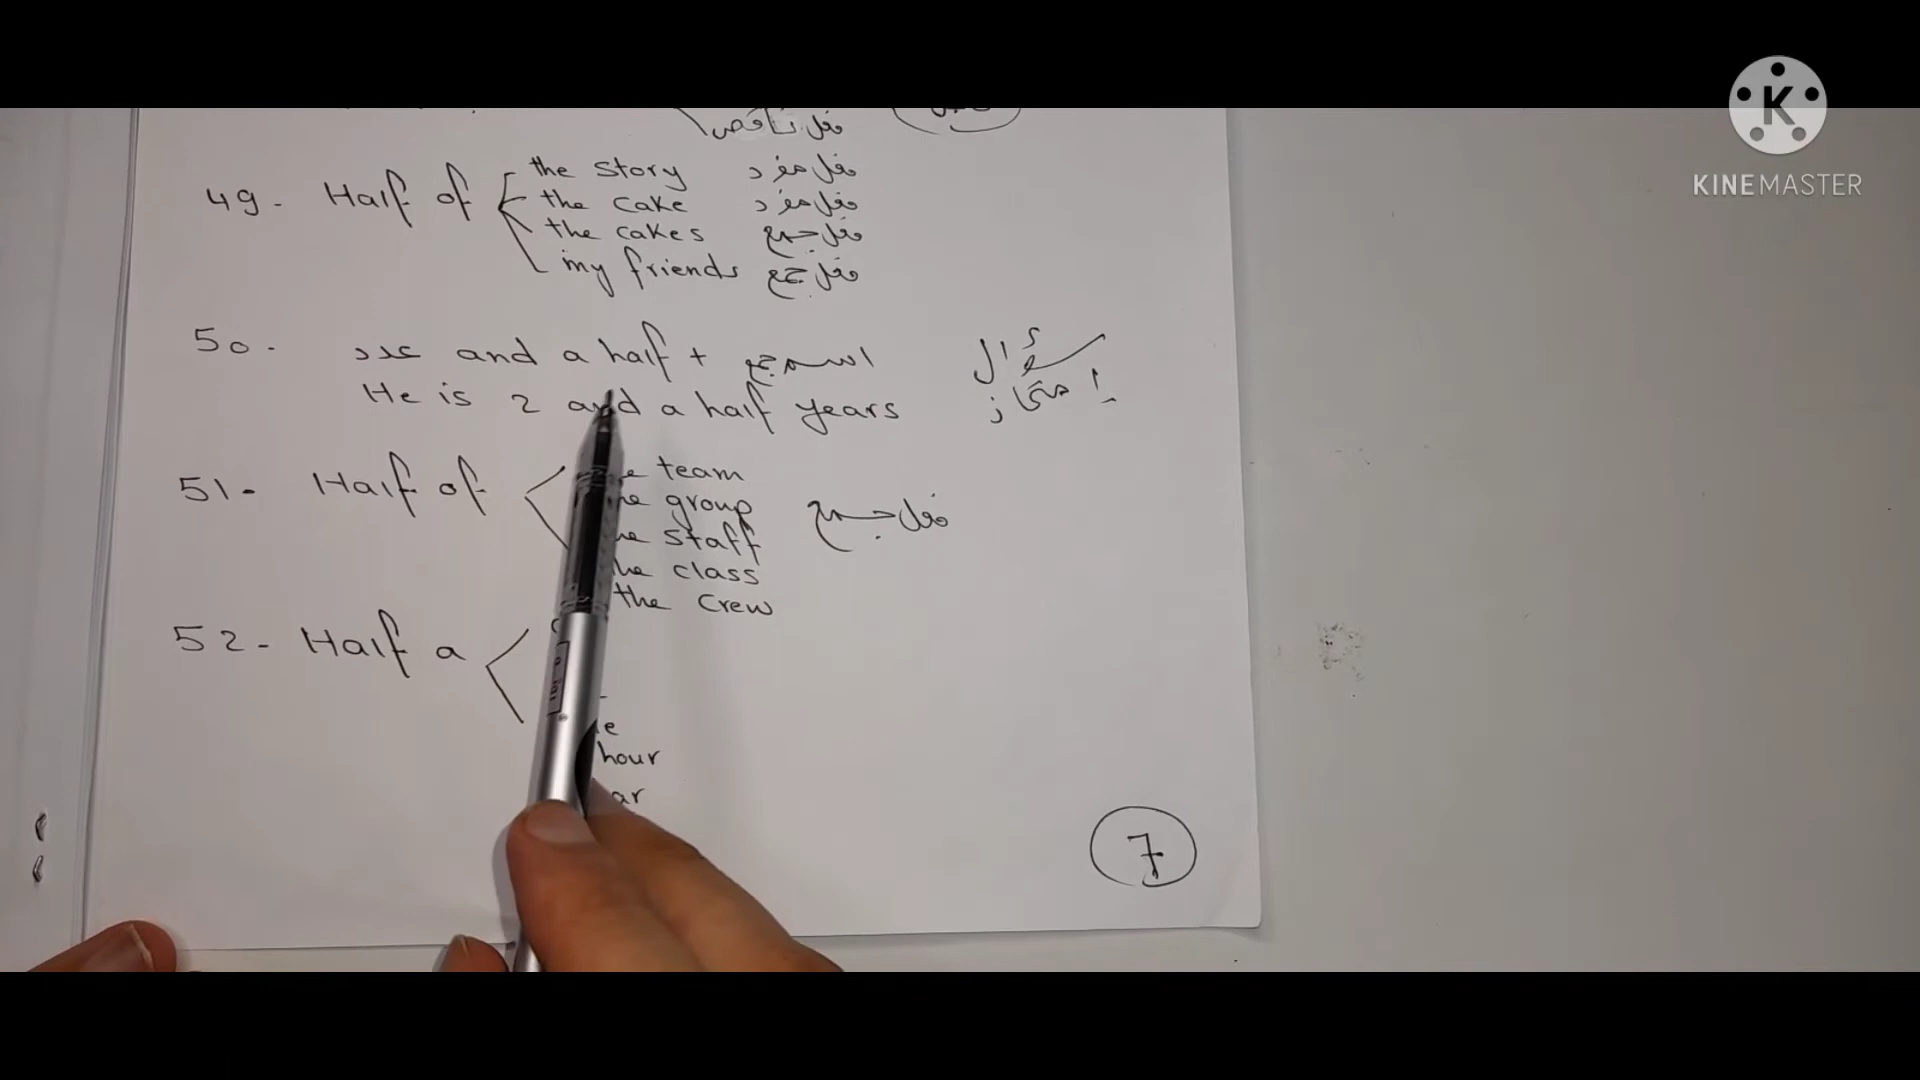 فعل ناقص
49- Half of the story فعل مفرد
the cake فعل مفرد
the cakes فعل جمع
my friends فعل جمع
50- عدد and a half + اسم جمع سؤال
He is 2 and a half years إمتحان
51- Half of team
group فعل جمع
staff
the class
the crew
52- Half a
hour
7
K
KINEMASTER